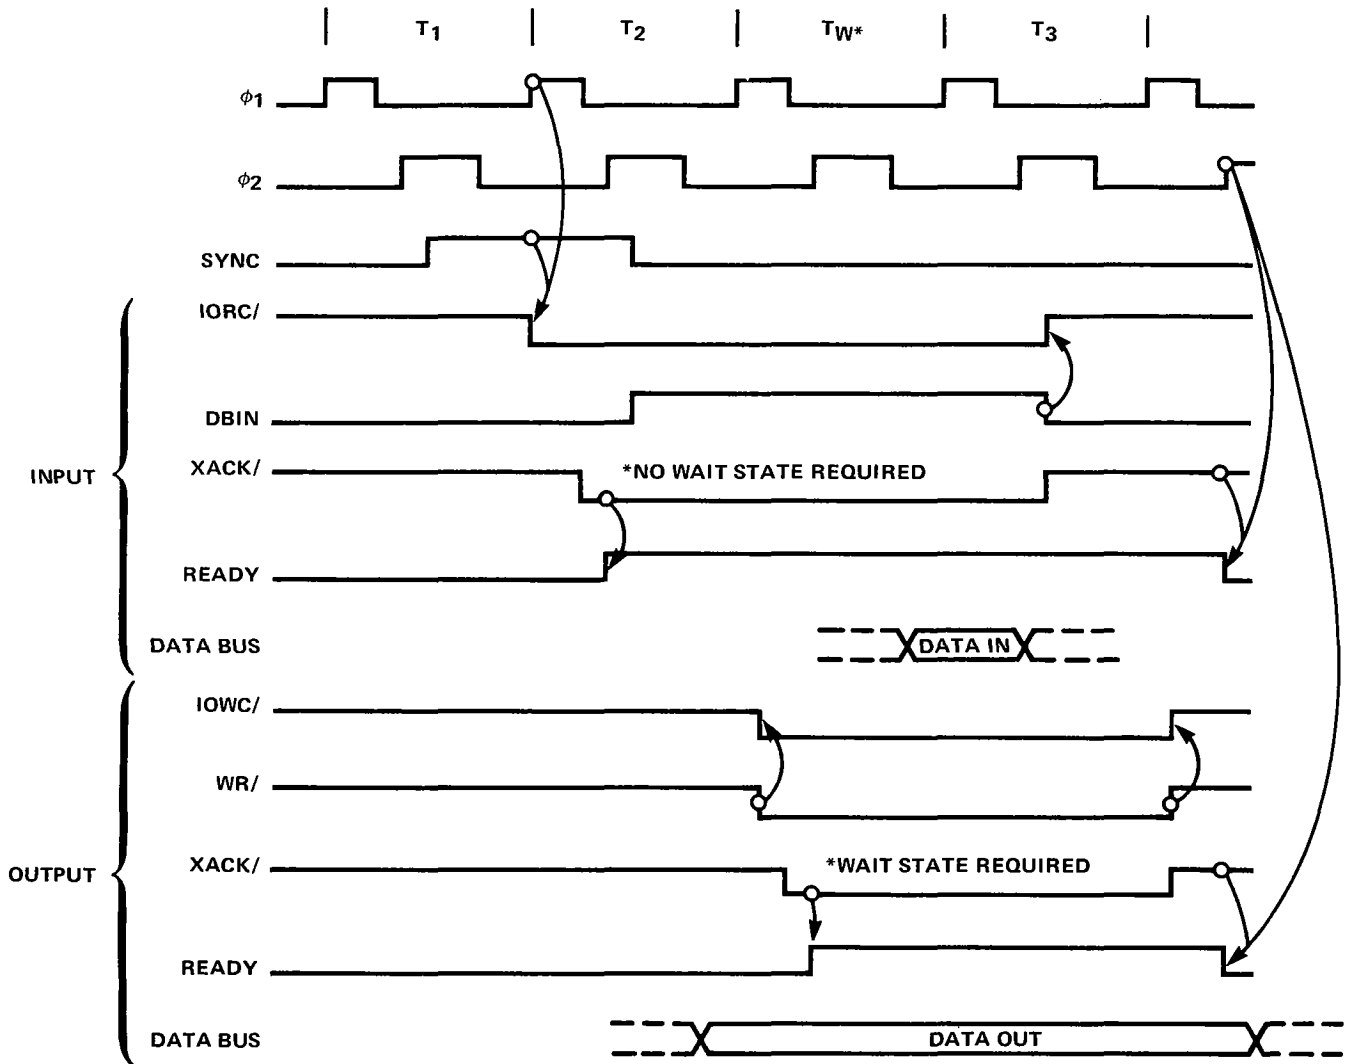 T1 T2 TW* T3
ϕ1
ϕ2
SYNC
IORC/
DBIN
INPUT
XACK/ *NO WAIT STATE REQUIRED
READY
DATA BUS DATA IN
IOWC/
WR/
OUTPUT
XACK/ *WAIT STATE REQUIRED
READY
DATA BUS DATA OUT